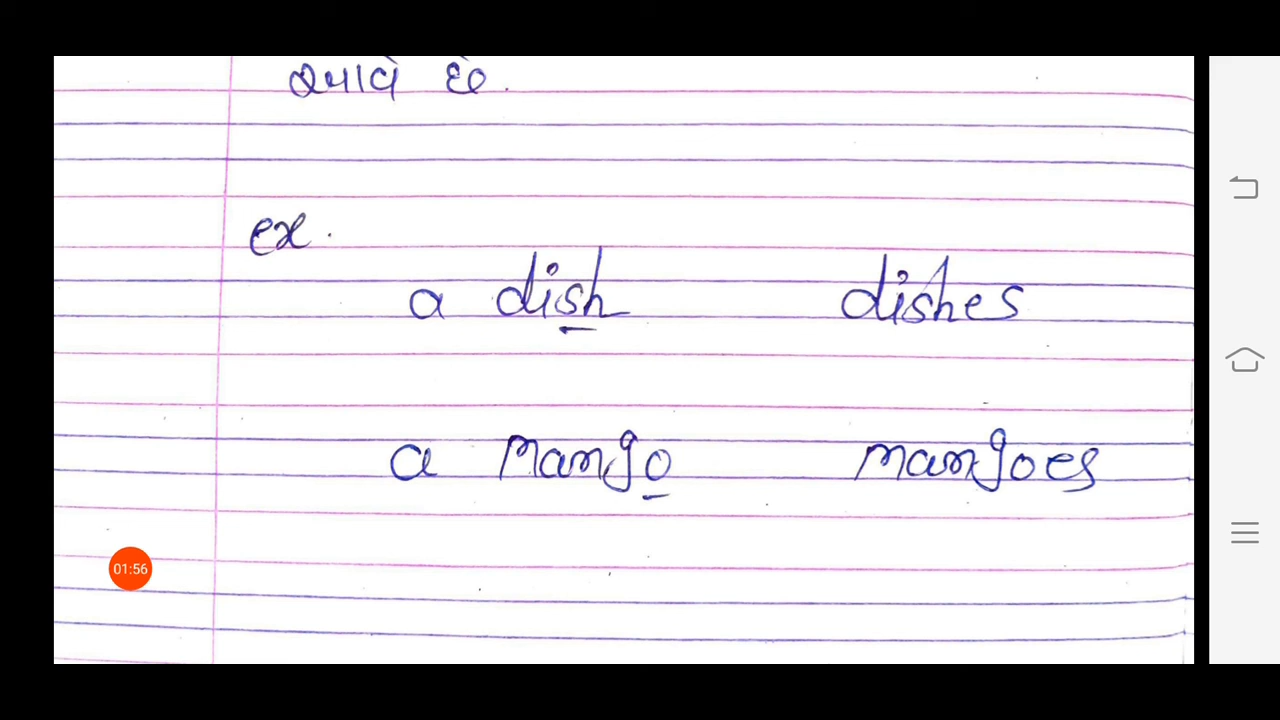 આવે છે.
ex.
a dish dishes
a mango mangoes
01:56